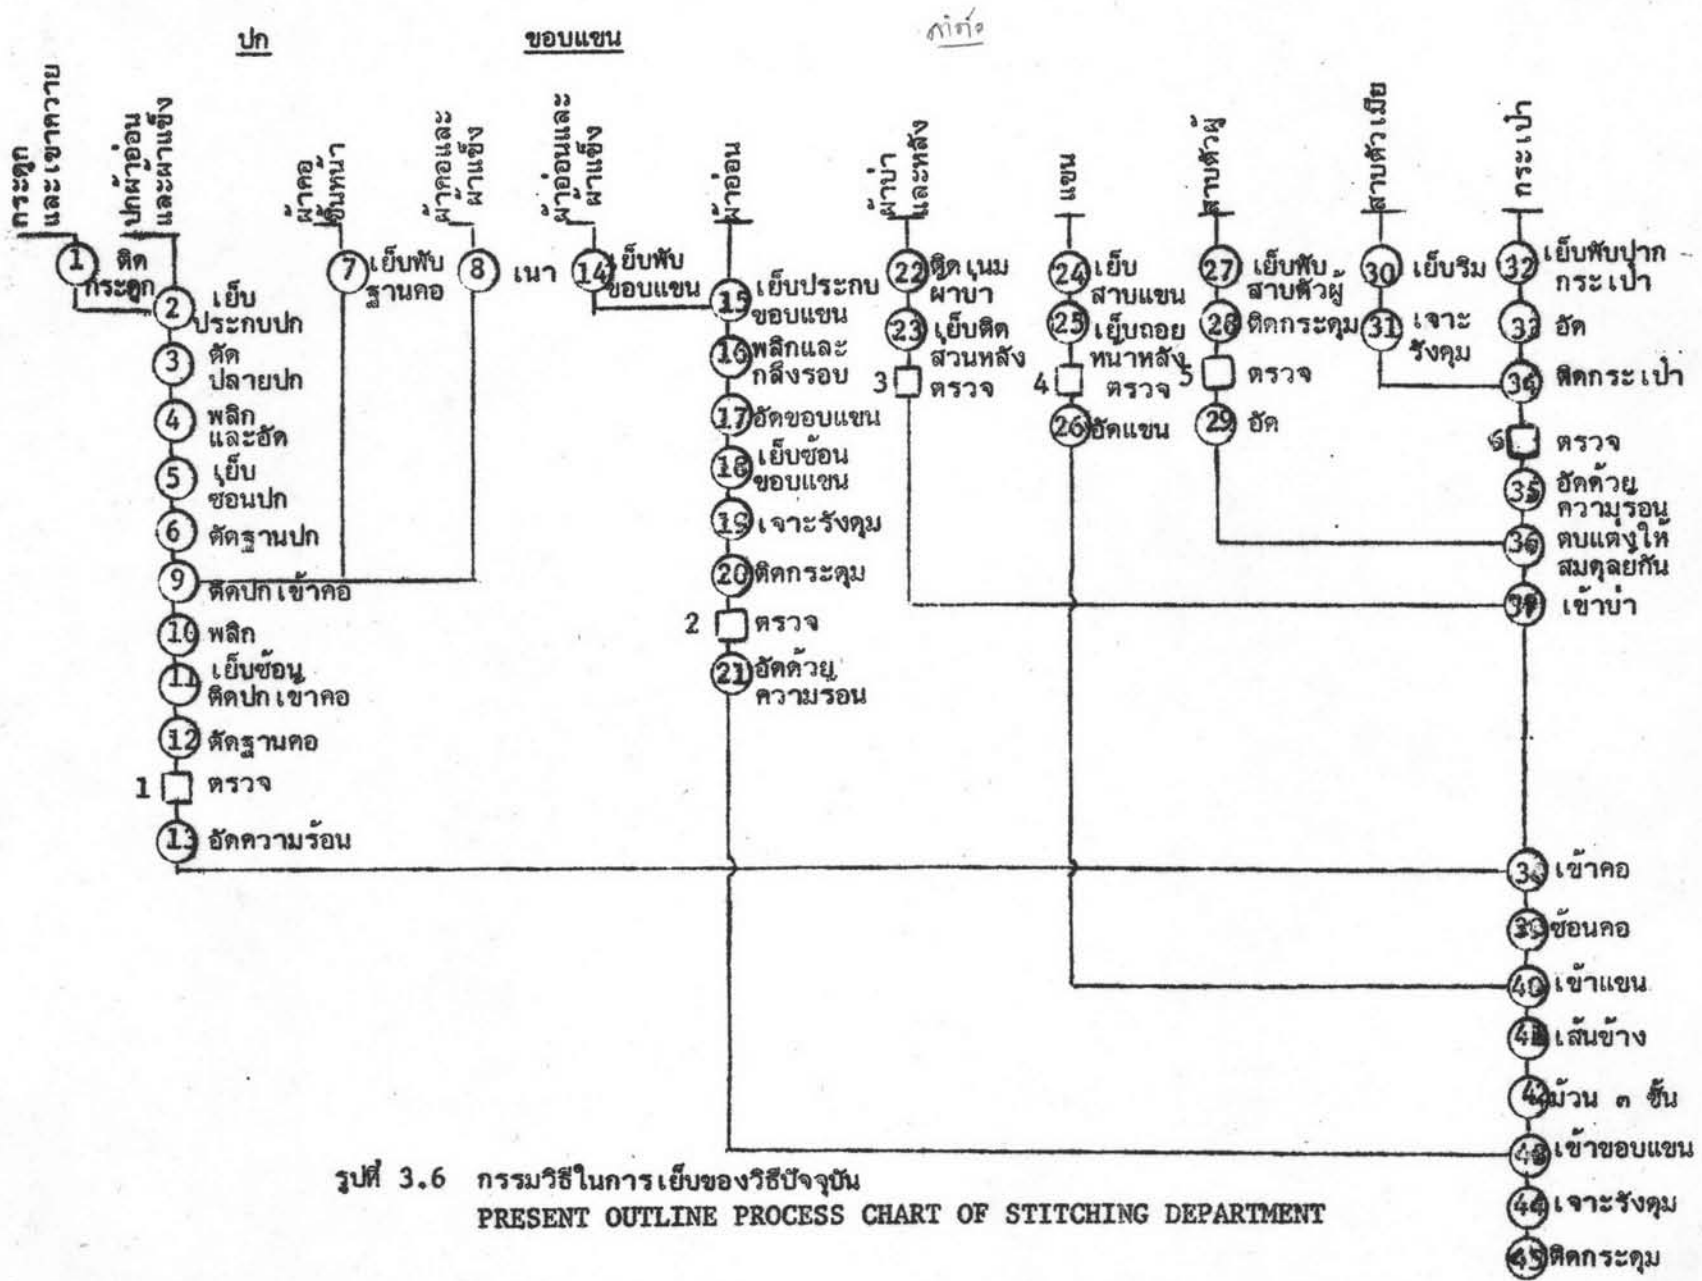 ปก
ขอบแขน
กระดูก
และเขาควาย
ปกผ้าอ่อน
และผ้าแข็ง
ผ้าคอ
ชั้นหน้า
ผ้าคอและ
ผ้าแข็ง
ผ้าอ่อนและ
ผ้าแข็ง
ผ้าอ่อน
ผ้าบ่า
และหลัง
แขน
สาบตัวผู้
สาบตัวเมีย
กระเป๋า
1 ติด
กระดูก
2 เย็บ
ประกบปก
3 ตัด
ปลายปก
4 พลิก
และอัด
5 เย็บ
ซอนปก
6 ตัดฐานปก
7 เย็บพับ
ฐานคอ
8 เนา
9 ติดปกเข้าคอ
10 พลิก
11 เย็บซ้อน
ติดปกเข้าคอ
12 ตัดฐานคอ
1 ตรวจ
13 อัดความร้อน
14 เย็บพับ
ขอบแขน
15 เย็บประกบ
ขอบแขน
16 พลิกและ
กลึงรอบ
17 อัดขอบแขน
18 เย็บซ้อน
ขอบแขน
19 เจาะรังดุม
20 ติดกระดุม
2 ตรวจ
21 อัดด้วย
ความร้อน
22 ติดเนม
ผาบ่า
23 เย็บติด
สวนหลัง
3 ตรวจ
24 เย็บ
สาบแขน
25 เย็บถอย
หน้าหลัง
4 ตรวจ
26 อัดแขน
27 เย็บพับ
สาบตัวผู้
28 ติดกระดุม
5 ตรวจ
29 อัด
30 เย็บริม
31 เจาะ
รังดุม
32 เย็บพับปาก
กระเป๋า
33 อัด
34 ติดกระเป๋า
6 ตรวจ
35 อัดด้วย
ความรอน
36 ตบแต่งให้
สมดุลยกัน
37 เข้าบ่า
38 เข้าคอ
39 ซ้อนคอ
40 เข้าแขน
41 เส้นข้าง
42 ม้วน ๓ ชั้น
43 เข้าขอบแขน
44 เจาะรังดุม
45 ติดกระดุม
รูปที่ 3.6 กรรมวิธีในการเย็บของวิธีปัจจุบัน
PRESENT OUTLINE PROCESS CHART OF STITCHING DEPARTMENT